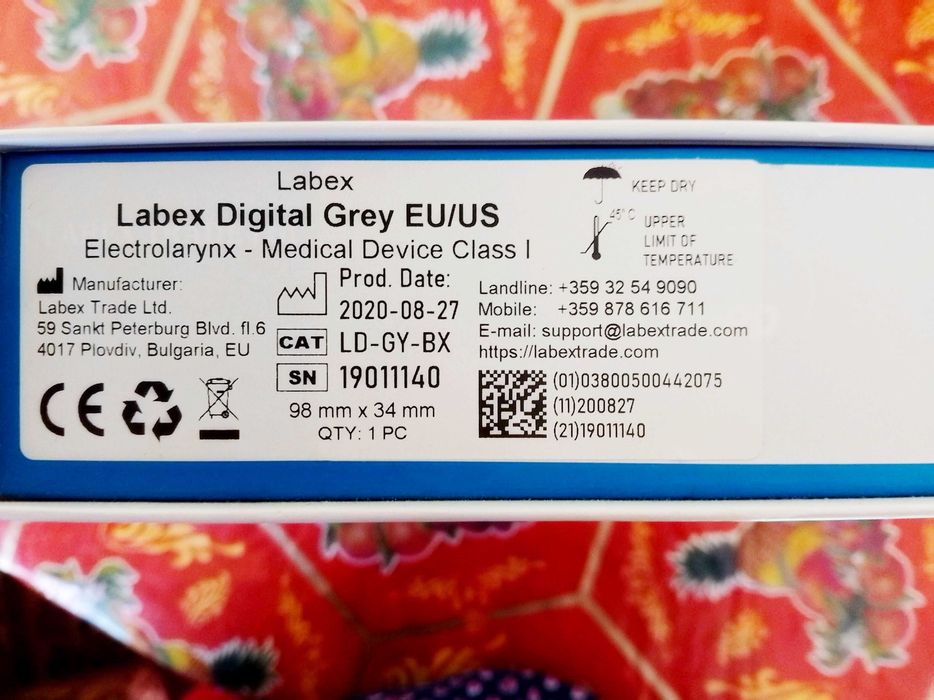 Labex
Labex Digital Grey EU/US
Electrolarynx - Medical Device Class I
KEEP DRY
45° C
UPPER
LIMIT OF
TEMPERATURE
Manufacturer:
Labex Trade Ltd.
59 Sankt Peterburg Blvd. fl.6
4017 Plovdiv, Bulgaria, EU
Prod. Date:
2020-08-27
CAT LD-GY-BX
SN 19011140
98 mm x 34 mm
QTY: 1 PC
Landline: +359 32 54 9090
Mobile: +359 878 616 711
E-mail: support@labextrade.com
https://labextrade.com
(01)03800500442075
(11)200827
(21)19011140
CE